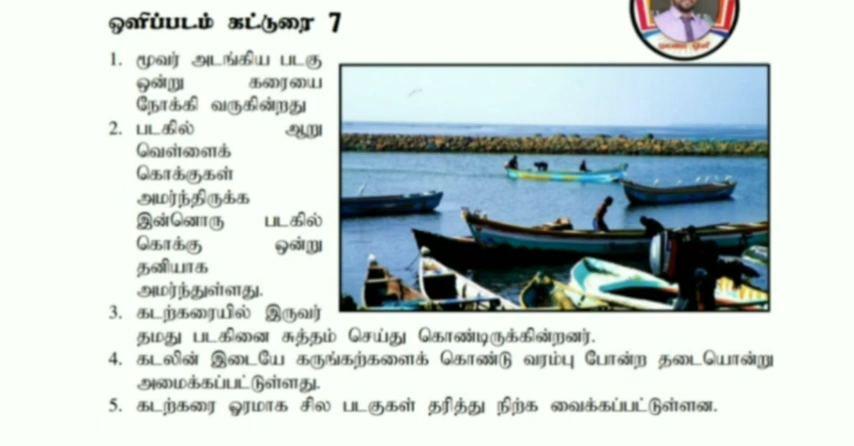 ஒளிப்படம் கட்டுரை 7
1. மூவர் அடங்கிய படகு
ஒன்று கரையை
நோக்கி வருகின்றது
2. படகில் ஆறு
வெள்ளைக்
கொக்குகள்
அமர்ந்திருக்க
இன்னொரு படகில்
கொக்கு ஒன்று
தனியாக
அமர்ந்துள்ளது.
3. கடற்கரையில் இருவர்
தமது படகினை சுத்தம் செய்து கொண்டிருக்கின்றனர்.
4. கடலின் இடையே கருங்கற்களைக் கொண்டு வரம்பு போன்ற தடையொன்று
அமைக்கப்பட்டுள்ளது.
5. கடற்கரை ஓரமாக சில படகுகள் தரித்து நிற்க வைக்கப்பட்டுள்ளன.